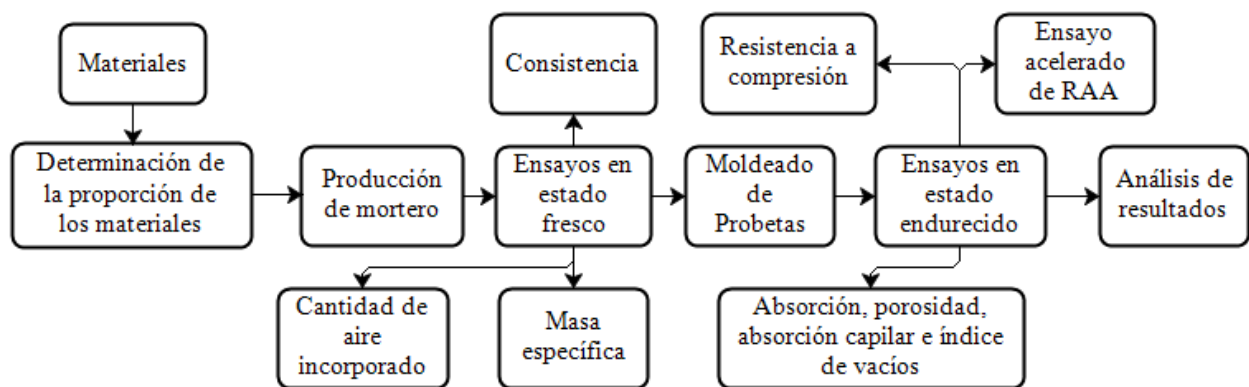 Materiales
Determinación de
la proporción de
los materiales
Producción
de mortero
Consistencia
Ensayos en
estado
fresco
Cantidad de
aire
incorporado
Masa
específica
Moldeado
de
Probetas
Resistencia a
compresión
Ensayo
acelerado
de RAA
Ensayos en
estado
endurecido
Absorción, porosidad,
absorción capilar e índice
de vacíos
Análisis de
resultados